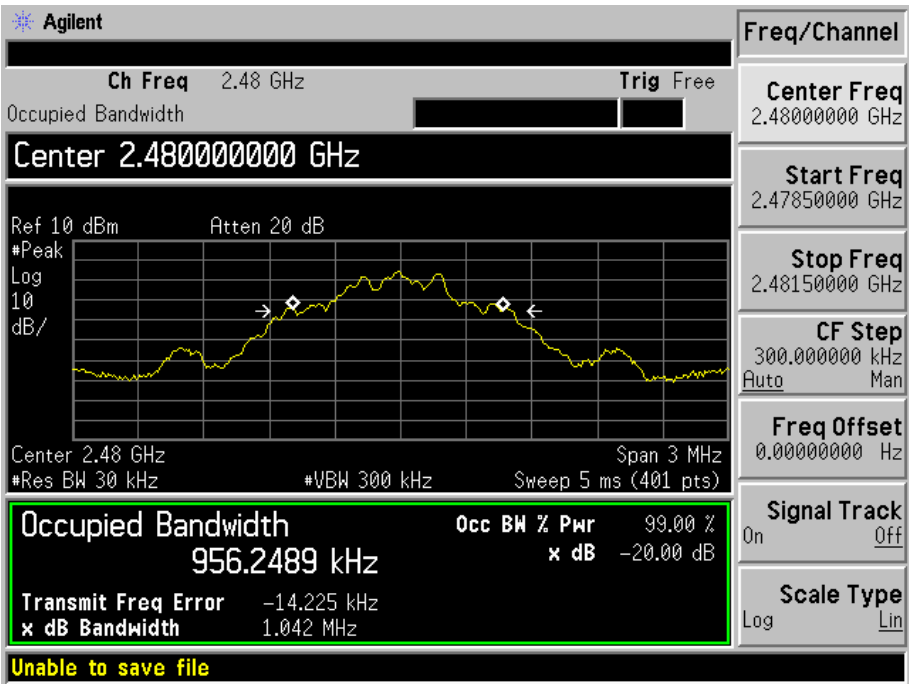 Agilent
Ch Freq 2.48 GHz Trig Free
Occupied Bandwidth
Center 2.480000000 GHz
Ref 10 dBm Atten 20 dB
#Peak
Log
10
dB/
Center 2.48 GHz Span 3 MHz
#Res BW 30 kHz #VBW 300 kHz Sweep 5 ms (401 pts)
Occupied Bandwidth
956.2489 kHz
Occ BW % Pwr 99.00 %
x dB -20.00 dB
Transmit Freq Error -14.225 kHz
x dB Bandwidth 1.042 MHz
Unable to save file
Freq/Channel
Center Freq
2.48000000 GHz
Start Freq
2.47850000 GHz
Stop Freq
2.48150000 GHz
CF Step
300.000000 kHz
Auto Man
Freq Offset
0.00000000 Hz
Signal Track
On Off
Scale Type
Log Lin